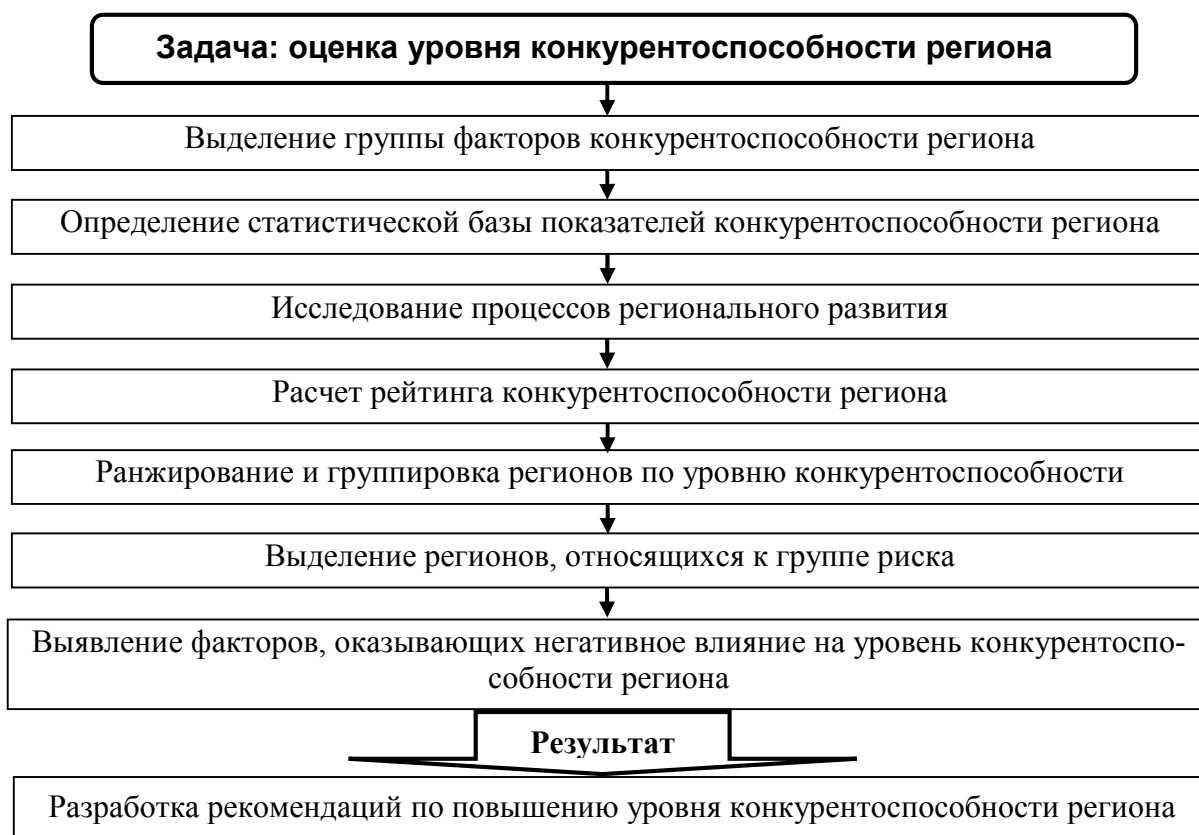 Задача: оценка уровня конкурентоспособности региона
Выделение группы факторов конкурентоспособности региона
Определение статистической базы показателей конкурентоспособности региона
Исследование процессов регионального развития
Расчет рейтинга конкурентоспособности региона
Ранжирование и группировка регионов по уровню конкурентоспособности
Выделение регионов, относящихся к группе риска
Выявление факторов, оказывающих негативное влияние на уровень конкурентоспо-
собности региона
Результат
Разработка рекомендаций по повышению уровня конкурентоспособности региона